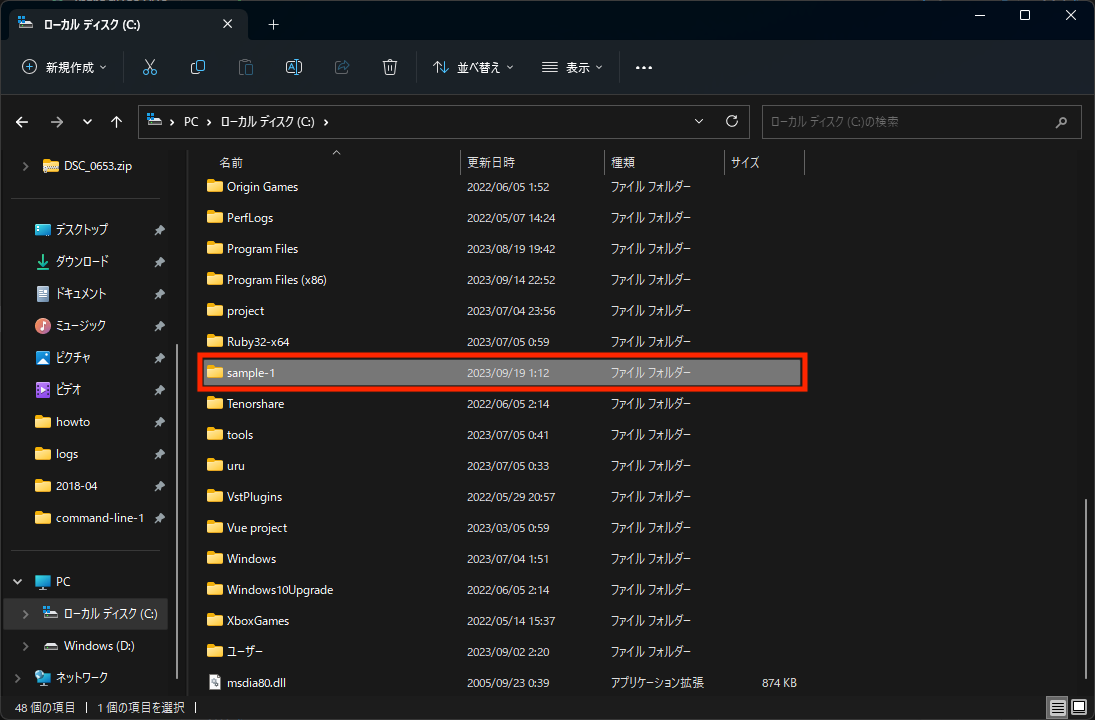 ローカル ディスク (C:)
新規作成
並べ替え
表示
PC
ローカル ディスク (C:)
ローカル ディスク (C:)の検索
DSC_0653.zip
デスクトップ
ダウンロード
ドキュメント
ミュージック
ピクチャ
ビデオ
howto
logs
2018-04
command-line-1
PC
ローカル ディスク (C:)
Windows (D:)
ネットワーク
名前 更新日時 種類 サイズ
Origin Games 2022/06/05 1:52 ファイル フォルダー
PerfLogs 2022/05/07 14:24 ファイル フォルダー
Program Files 2023/08/19 19:42 ファイル フォルダー
Program Files (x86) 2023/09/14 22:52 ファイル フォルダー
project 2023/07/04 23:56 ファイル フォルダー
Ruby32-x64 2023/07/05 0:59 ファイル フォルダー
sample-1 2023/09/19 1:12 ファイル フォルダー
Tenorshare 2022/06/05 2:14 ファイル フォルダー
tools 2023/07/05 0:41 ファイル フォルダー
uru 2023/07/05 0:33 ファイル フォルダー
VstPlugins 2022/05/29 20:57 ファイル フォルダー
Vue project 2023/03/05 0:59 ファイル フォルダー
Windows 2023/07/04 1:51 ファイル フォルダー
Windows10Upgrade 2022/06/05 2:14 ファイル フォルダー
XboxGames 2022/05/14 15:37 ファイル フォルダー
ユーザー 2023/09/02 2:20 ファイル フォルダー
msdia80.dll 2005/09/23 0:39 アプリケーション拡張 874 KB
48 個の項目 1 個の項目を選択